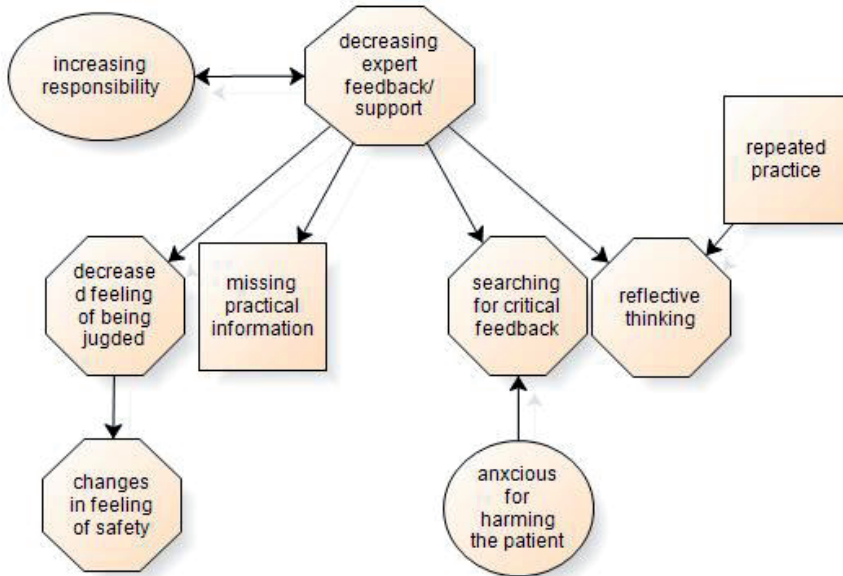 increasing
responsibility
decreasing
expert
feedback/
support
repeated
practice
decrease
d feeling
of being
jugded
missing
practical
information
searching
for critical
feedback
reflective
thinking
changes
in feeling
of safety
anxcious
for
harming
the patient